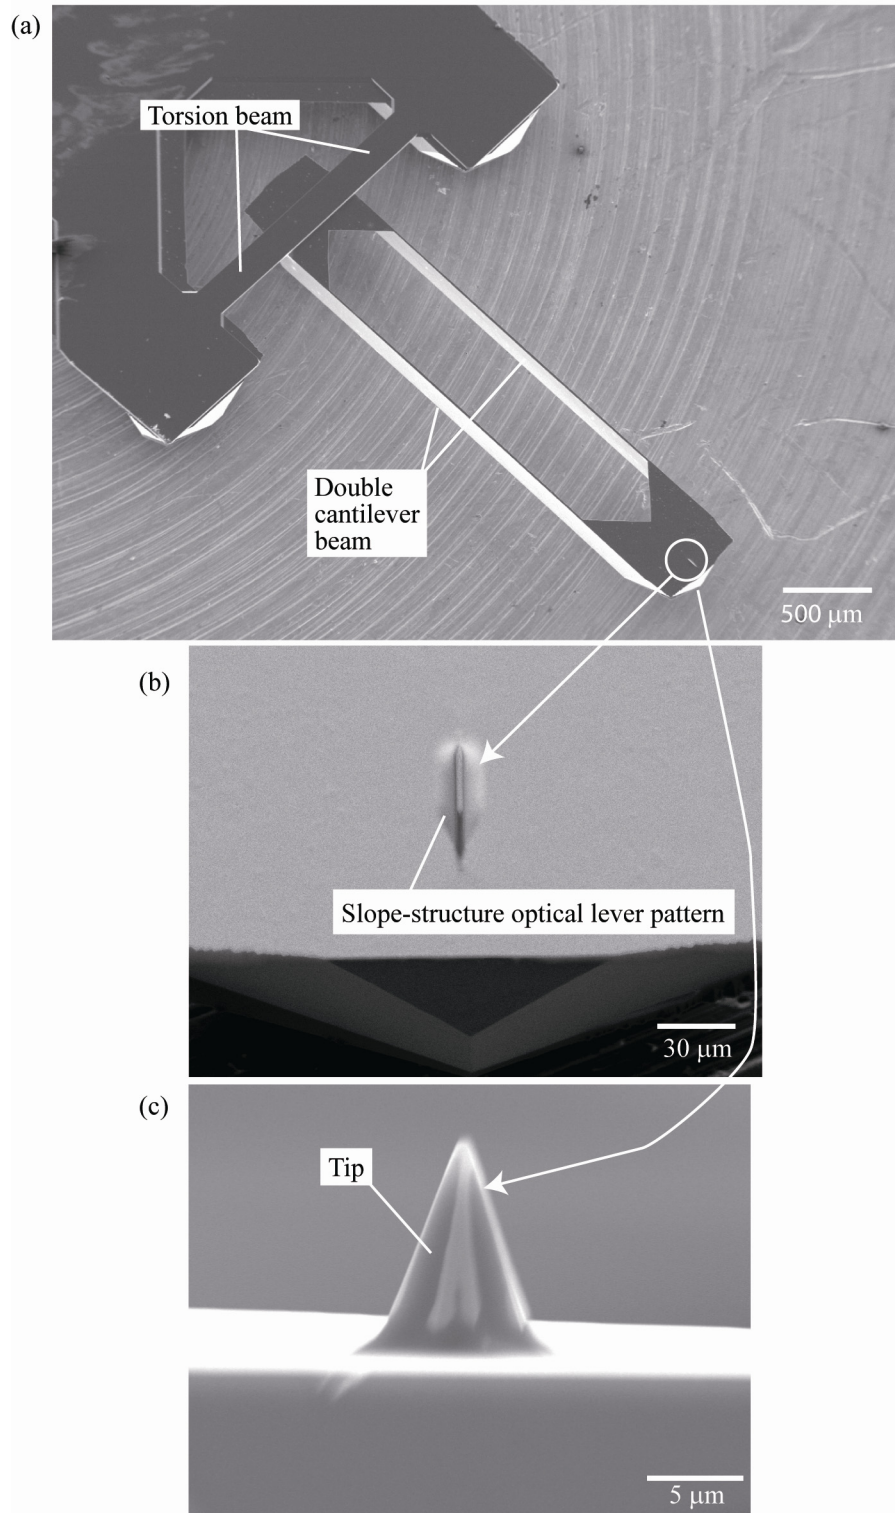 (a)
Torsion beam
Double
cantilever
beam
500 μm
(b)
Slope-structure optical lever pattern
30 μm
(c)
Tip
5 μm